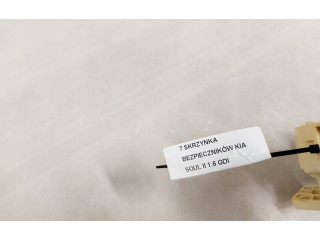 7 SKRZYNKA
BEZPIECZNIKÓW KIA
SOUL II 1.6 GDI